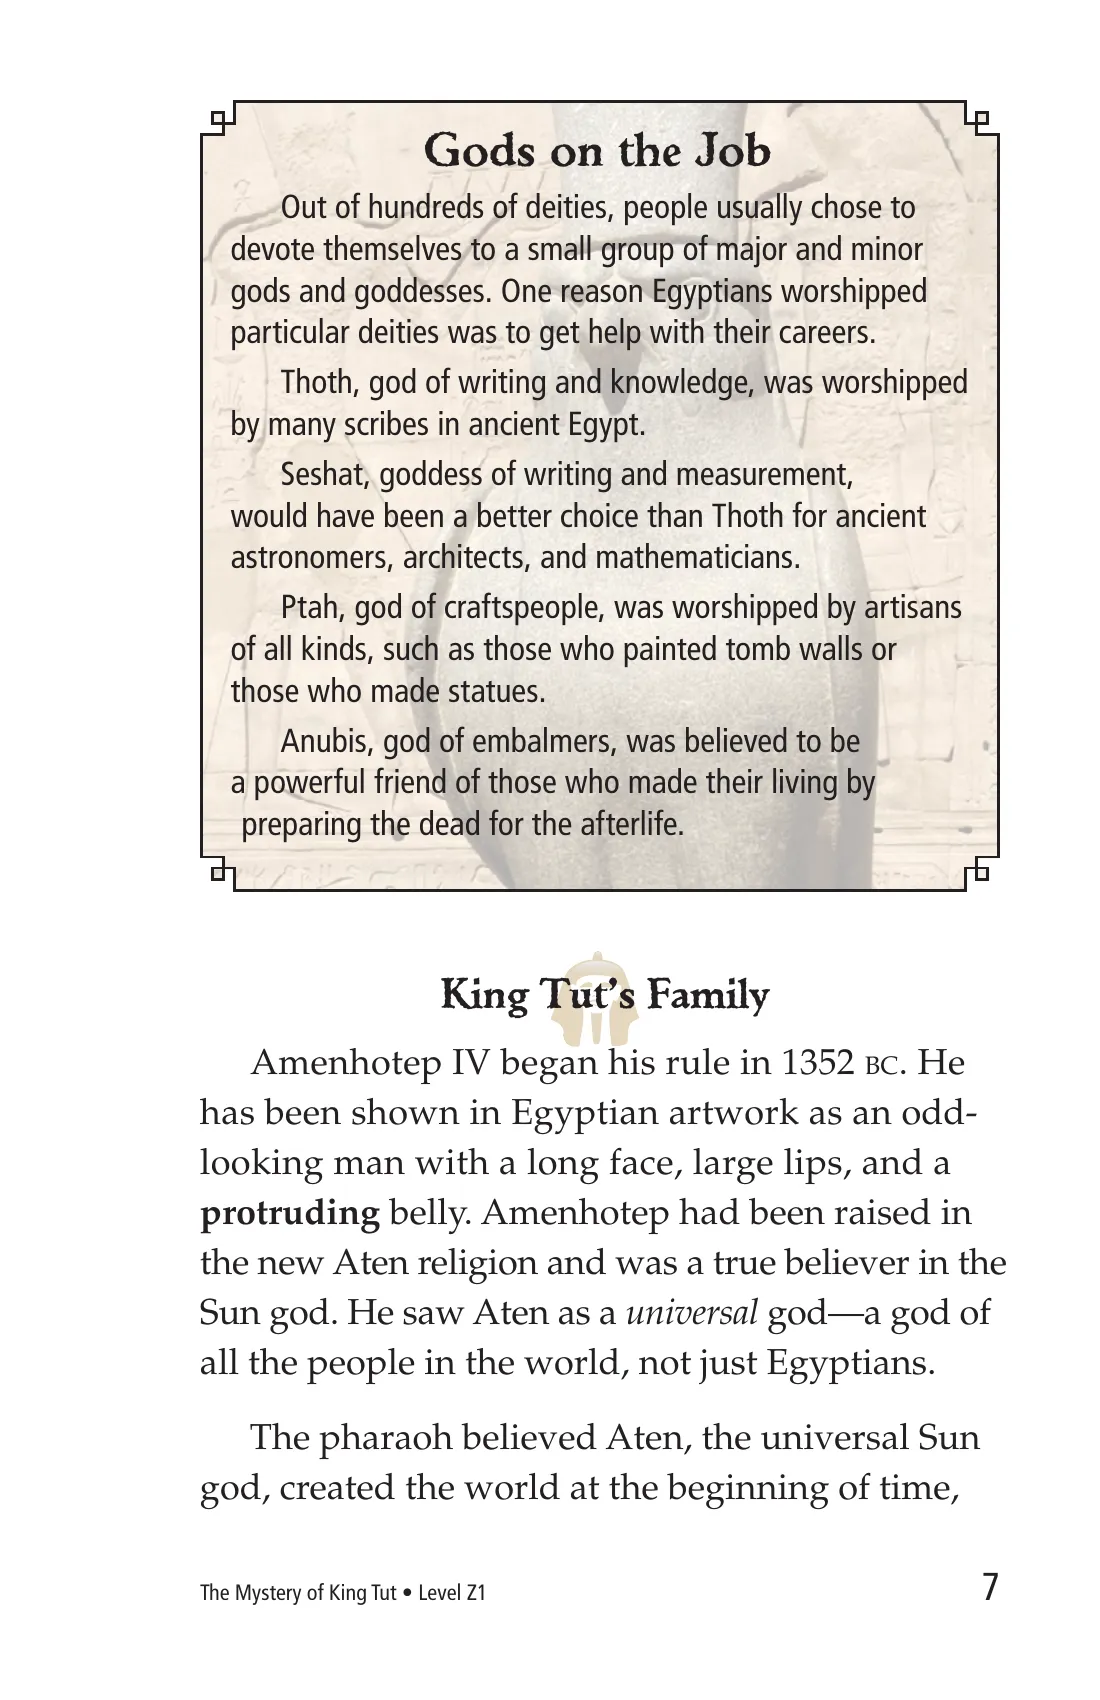 Gods on the Job
Out of hundreds of deities, people usually chose to
devote themselves to a small group of major and minor
gods and goddesses. One reason Egyptians worshipped
particular deities was to get help with their careers.
Thoth, god of writing and knowledge, was worshipped
by many scribes in ancient Egypt.
Seshat, goddess of writing and measurement,
would have been a better choice than Thoth for ancient
astronomers, architects, and mathematicians.
Ptah, god of craftspeople, was worshipped by artisans
of all kinds, such as those who painted tomb walls or
those who made statues.
Anubis, god of embalmers, was believed to be
a powerful friend of those who made their living by
preparing the dead for the afterlife.
King Tut’s Family
Amenhotep IV began his rule in 1352 BC. He
has been shown in Egyptian artwork as an odd-
looking man with a long face, large lips, and a
protruding belly. Amenhotep had been raised in
the new Aten religion and was a true believer in the
Sun god. He saw Aten as a universal god—a god of
all the people in the world, not just Egyptians.
The pharaoh believed Aten, the universal Sun
god, created the world at the beginning of time,
The Mystery of King Tut • Level Z1
7